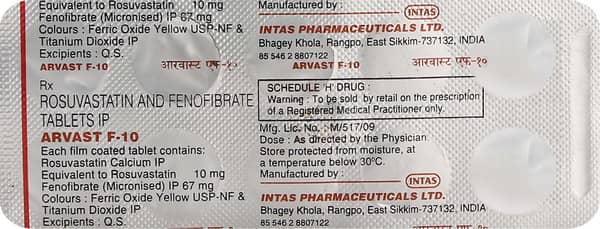 Equivalent to Rosuvastatin 10 mg
Fenofibrate (Micronised) IP 67 mg
Colours : Ferric Oxide Yellow USP-NF &
Titanium Dioxide IP
Excipients : Q.S.
ARVAST F-10 आरवास्ट एफ-१०
Rx
ROSUVASTATIN AND FENOFIBRATE
TABLETS IP
ARVAST F-10
Each film coated tablet contains:
Rosuvastatin Calcium IP
Equivalent to Rosuvastatin 10 mg
Fenofibrate (Micronised) IP 67 mg
Colours : Ferric Oxide Yellow USP-NF &
Titanium Dioxide IP
Excipients : Q.S.
Manufactured by :
INTAS
INTAS PHARMACEUTICALS LTD.
Bhagey Khola, Rangpo, East Sikkim-737132, INDIA
85 546 2 8807122
ARVAST F-10 आरवास्ट एफ-१०
SCHEDULE 'H' DRUG :
Warning : To be sold by retail on the prescription
of a Registered Medical Practitioner only.
Mfg. Lic. No. : M/517/09
Dose : As directed by the Physician.
Store protected from moisture, at
a temperature below 30°C.
Manufactured by :
INTAS
INTAS PHARMACEUTICALS LTD.
Bhagey Khola, Rangpo, East Sikkim-737132, INDIA
85 546 2 8807122